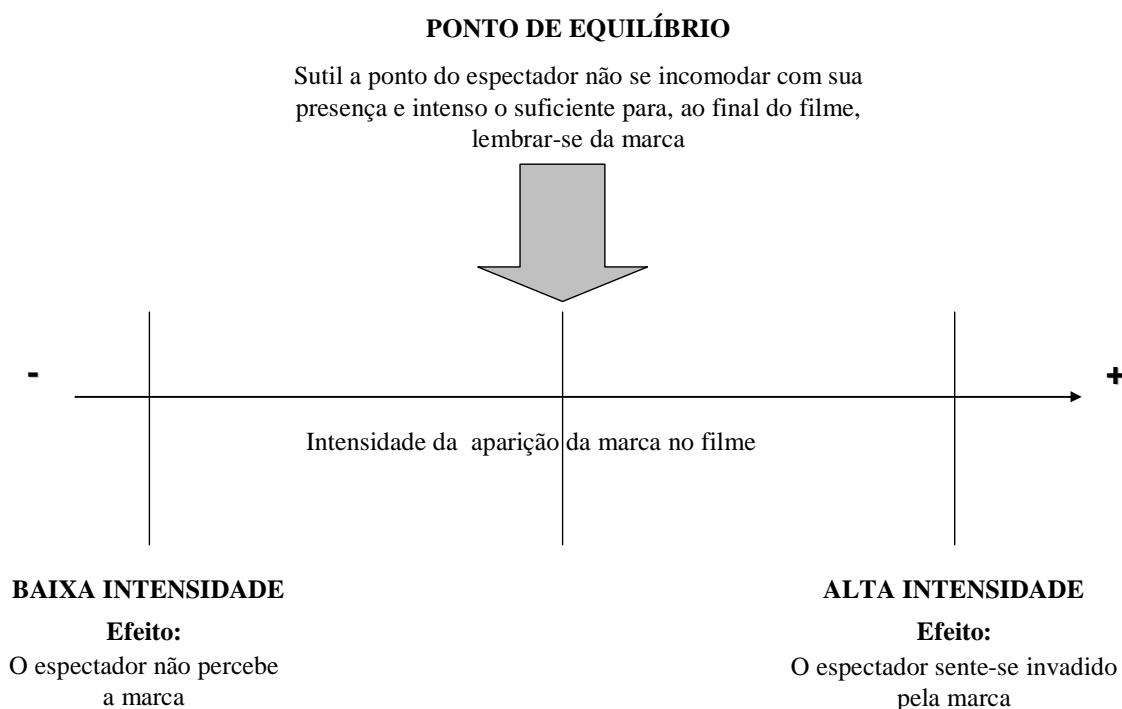 PONTO DE EQUILÍBRIO
Sutil a ponto do espectador não se incomodar com sua
presença e intenso o suficiente para, ao final do filme,
lembrar-se da marca
- +
Intensidade da aparição da marca no filme
BAIXA INTENSIDADE
Efeito:
O espectador não percebe
a marca
ALTA INTENSIDADE
Efeito:
O espectador sente-se invadido
pela marca